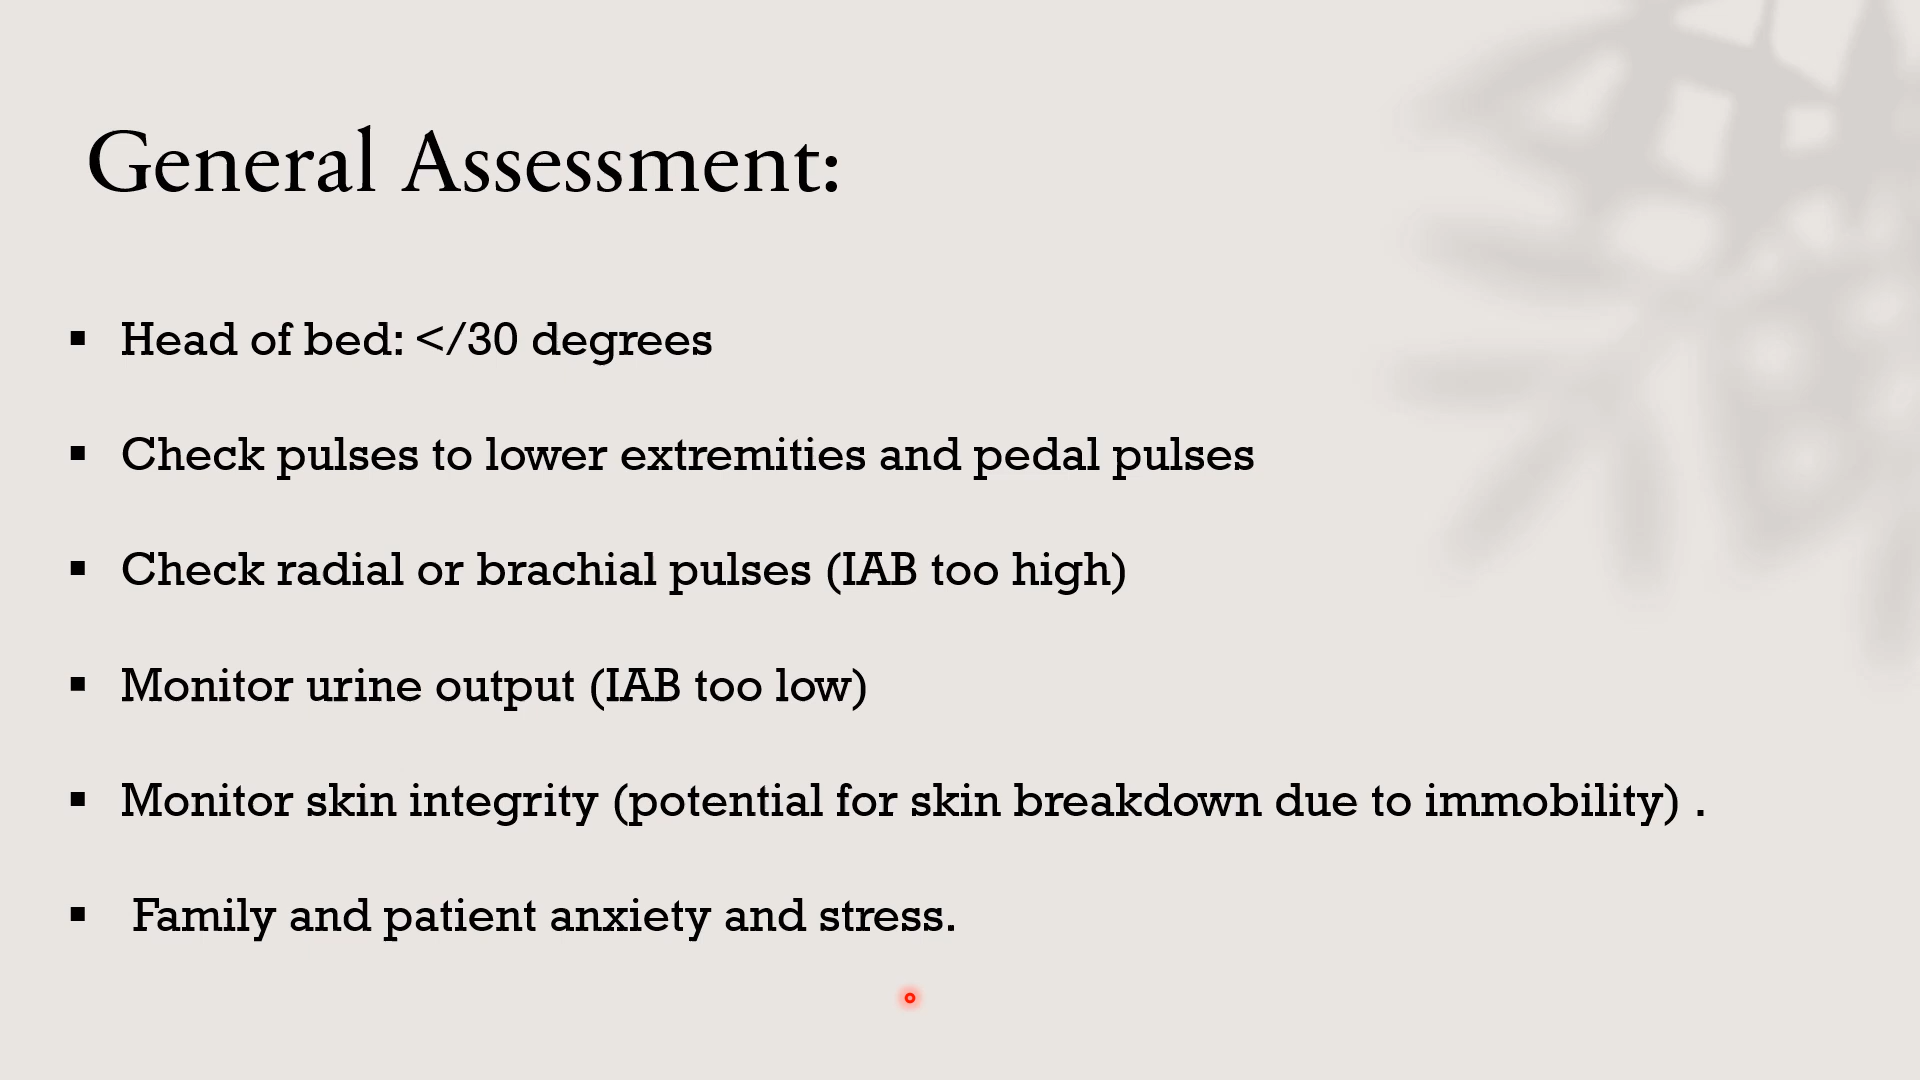 General Assessment:
▪ Head of bed: </30 degrees
▪ Check pulses to lower extremities and pedal pulses
▪ Check radial or brachial pulses (IAB too high)
▪ Monitor urine output (IAB too low)
▪ Monitor skin integrity (potential for skin breakdown due to immobility) .
▪ Family and patient anxiety and stress.